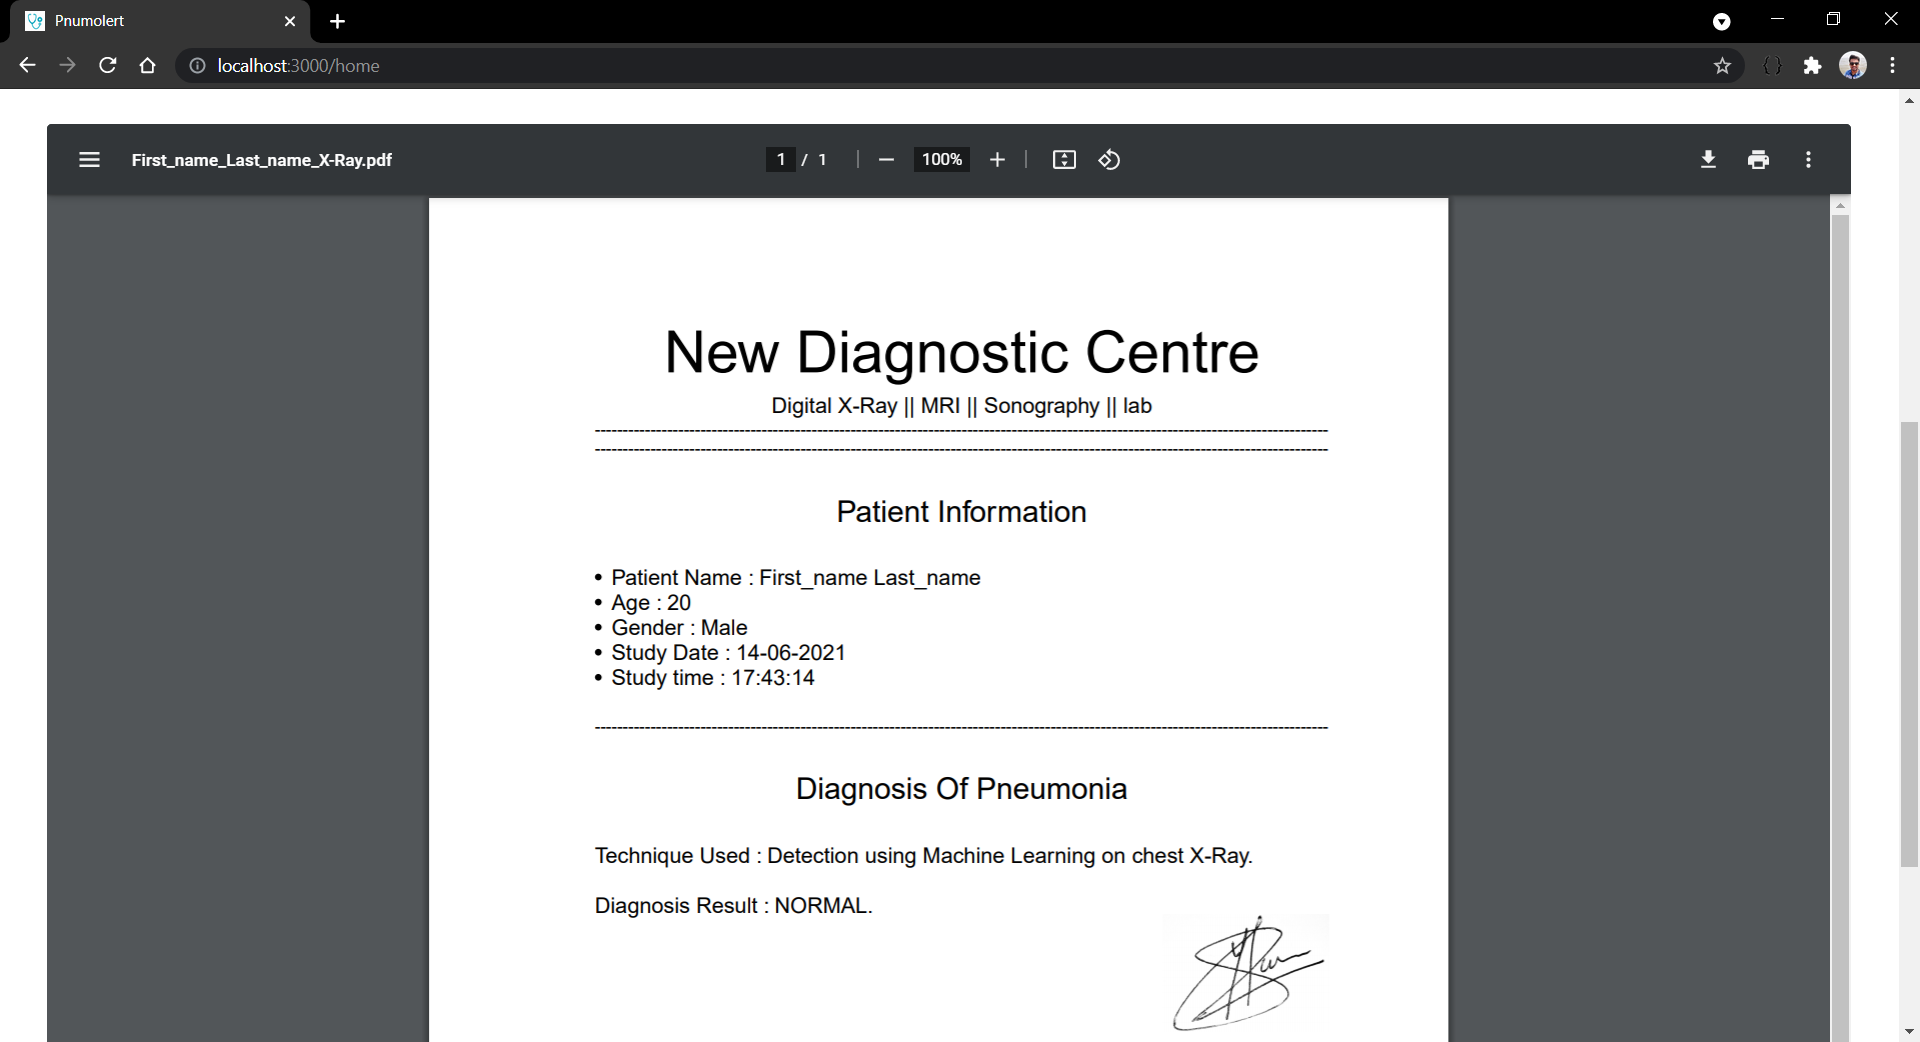 Pnumolert
localhost:3000/home
First_name_Last_name_X-Ray.pdf
1 / 1
100%
New Diagnostic Centre
Digital X-Ray || MRI || Sonography || lab
Patient Information
• Patient Name : First_name Last_name
• Age : 20
• Gender : Male
• Study Date : 14-06-2021
• Study time : 17:43:14
Diagnosis Of Pneumonia
Technique Used : Detection using Machine Learning on chest X-Ray.
Diagnosis Result : NORMAL.